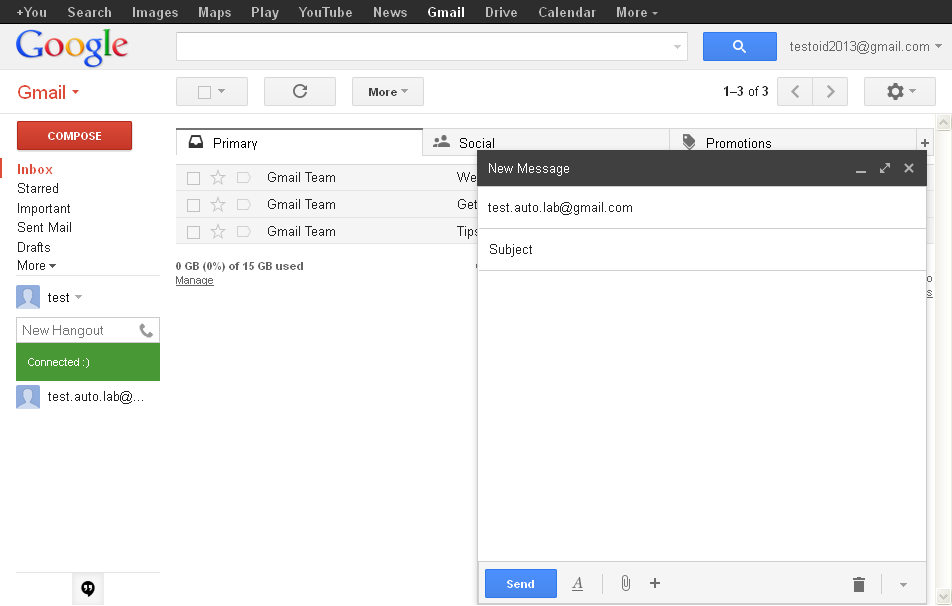 +You Search Images Maps Play YouTube News Gmail Drive Calendar More
Google
testoid2013@gmail.com
Gmail
More
1–3 of 3
COMPOSE
Primary
Social
Promotions
+
Inbox
Starred
Important
Sent Mail
Drafts
More
Gmail Team We
Gmail Team Get
Gmail Team Tips
0 GB (0%) of 15 GB used
Manage
test
New Hangout
Connected :)
test.auto.lab@...
New Message
test.auto.lab@gmail.com
Subject
Send A +